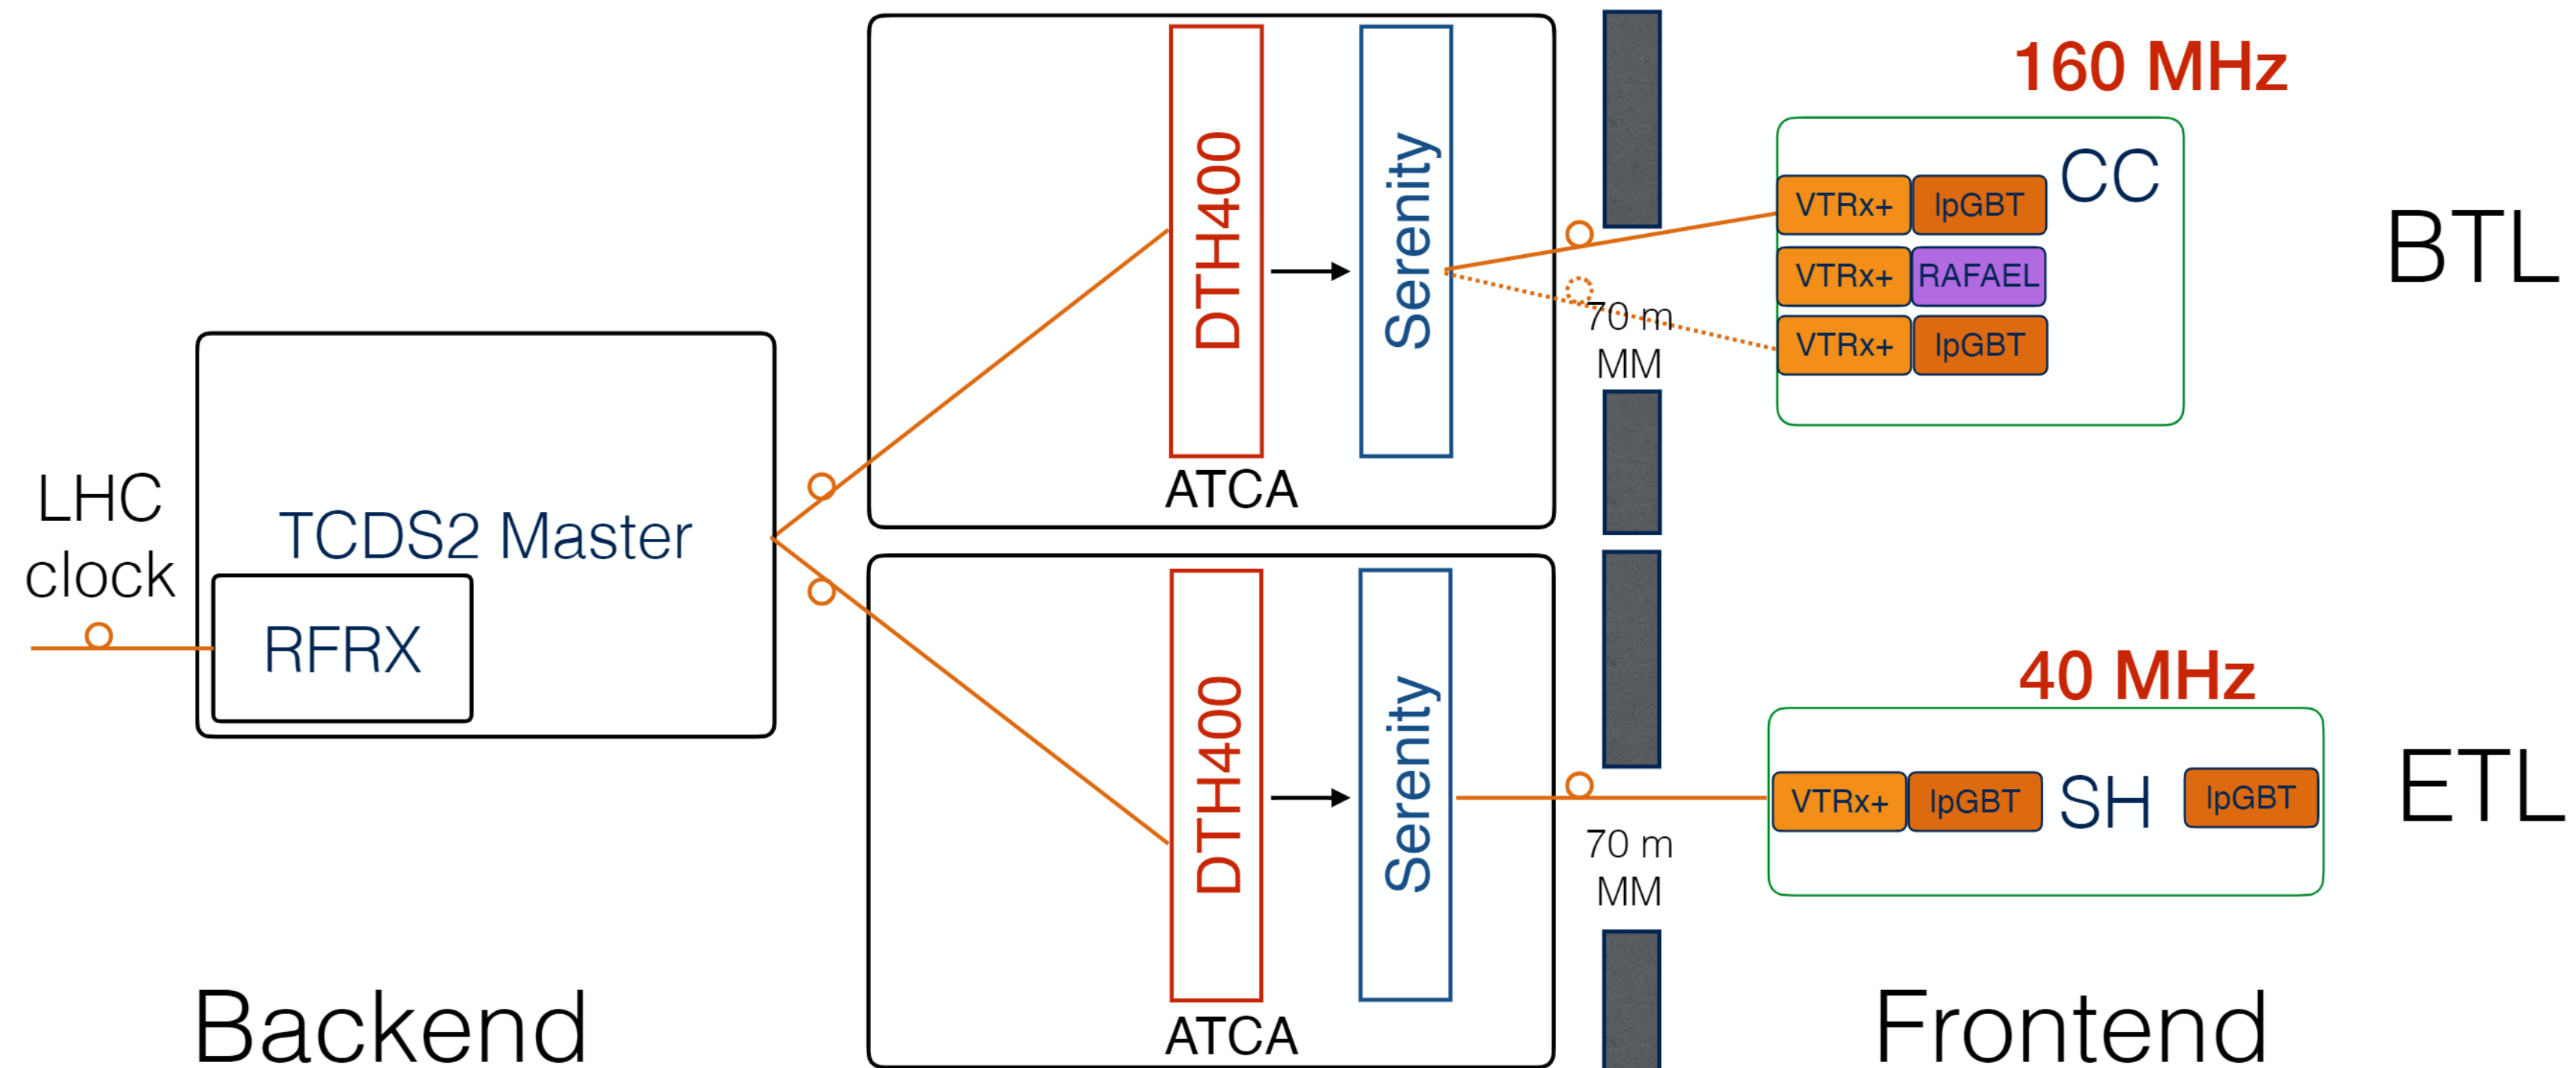 LHC
clock
TCDS2 Master
RFRX
Backend
DTH400
Serenity
ATCA
70 m
MM
160 MHz
CC
VTRx+ lpGBT
VTRx+ RAFAEL
VTRx+ lpGBT
BTL
DTH400
Serenity
ATCA
70 m
MM
40 MHz
VTRx+ lpGBT SH lpGBT
ETL
Frontend